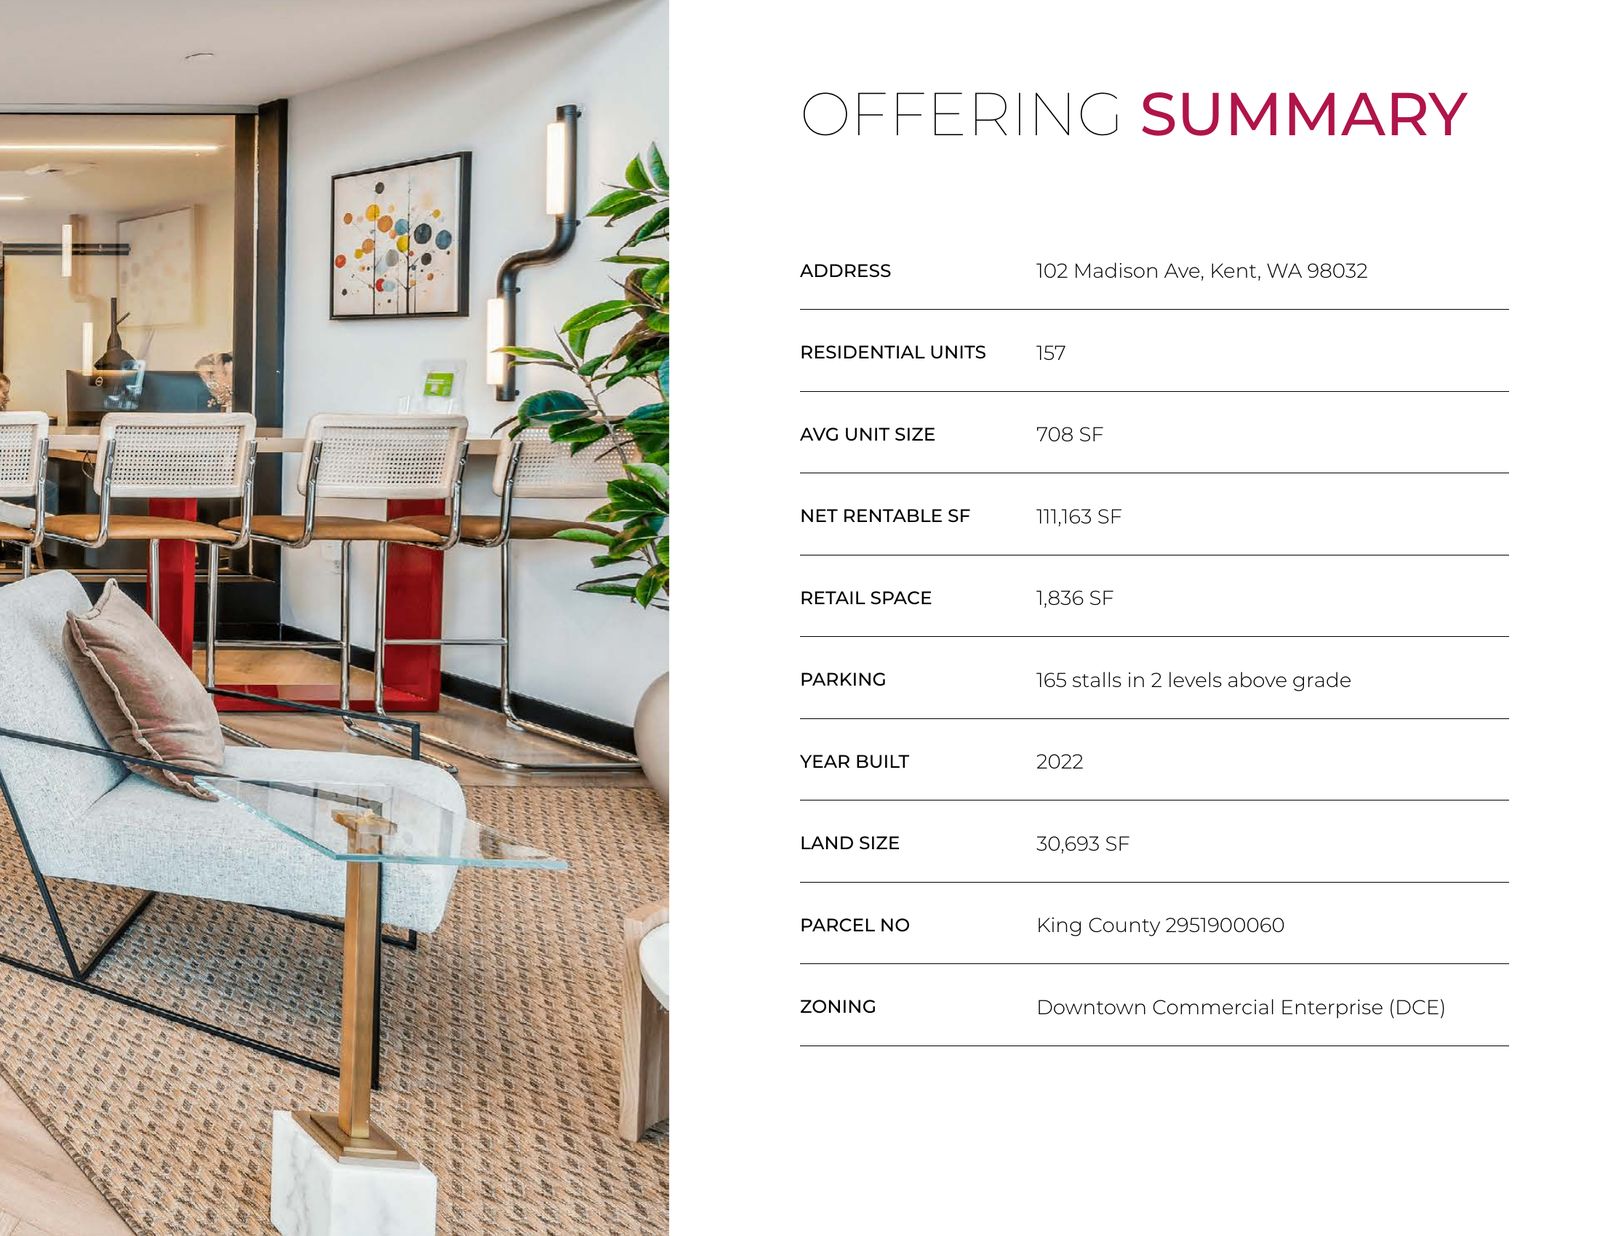 OFFERING SUMMARY
ADDRESS 102 Madison Ave, Kent, WA 98032
RESIDENTIAL UNITS 157
AVG UNIT SIZE 708 SF
NET RENTABLE SF 111,163 SF
RETAIL SPACE 1,836 SF
PARKING 165 stalls in 2 levels above grade
YEAR BUILT 2022
LAND SIZE 30,693 SF
PARCEL NO King County 2951900060
ZONING Downtown Commercial Enterprise (DCE)